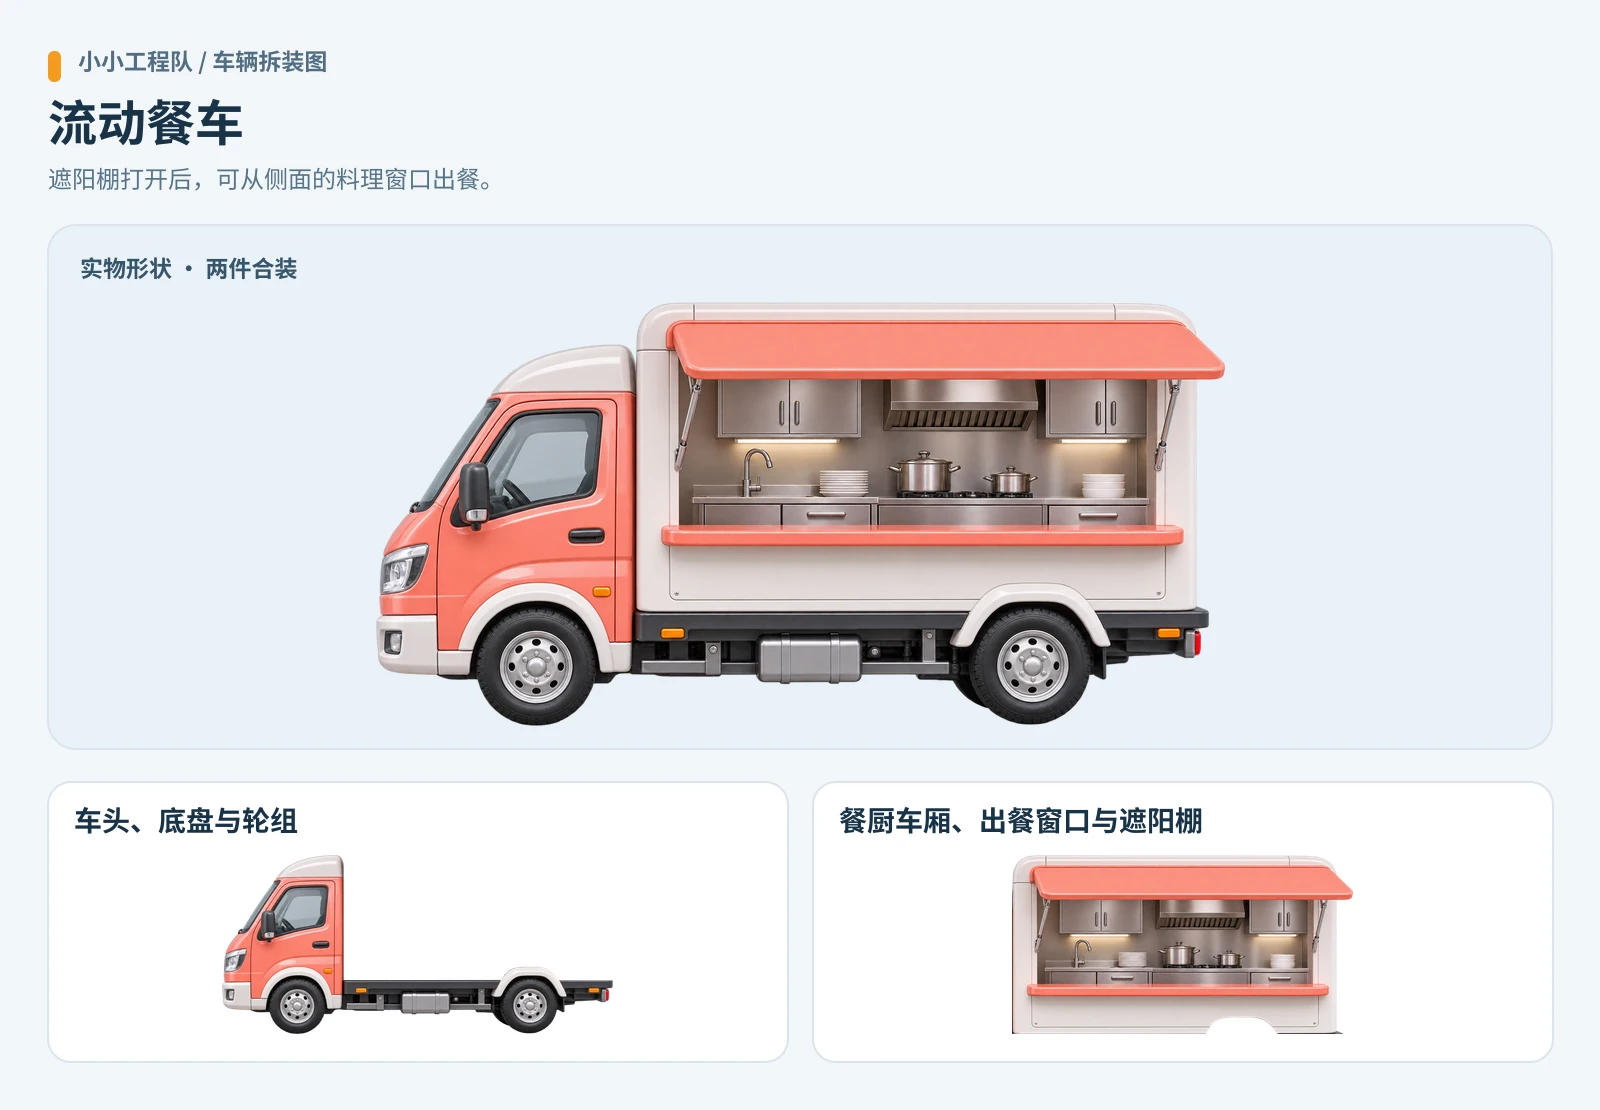 小小工程队 / 车辆拆装图
流动餐车
遮阳棚打开后，可从侧面的料理窗口出餐。
实物形状 · 两件合装
车头、底盘与轮组
餐厨车厢、出餐窗口与遮阳棚